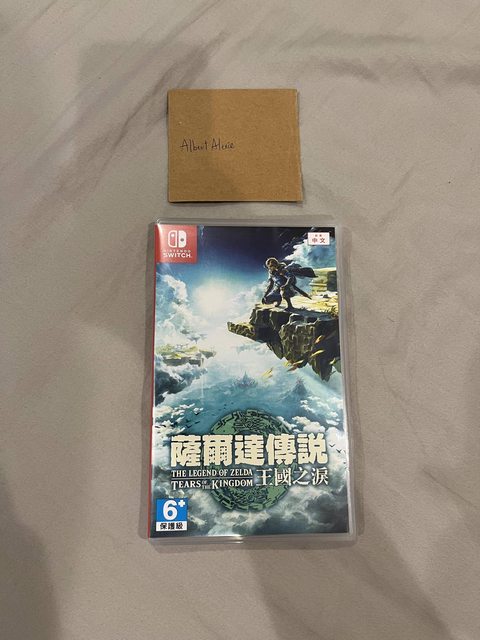 Albert Alexie
NINTENDO
SWITCH
中文
薩爾達傳說
THE LEGEND OF ZELDA
TEARS OF THE KINGDOM
王國之淚
6+
保護級